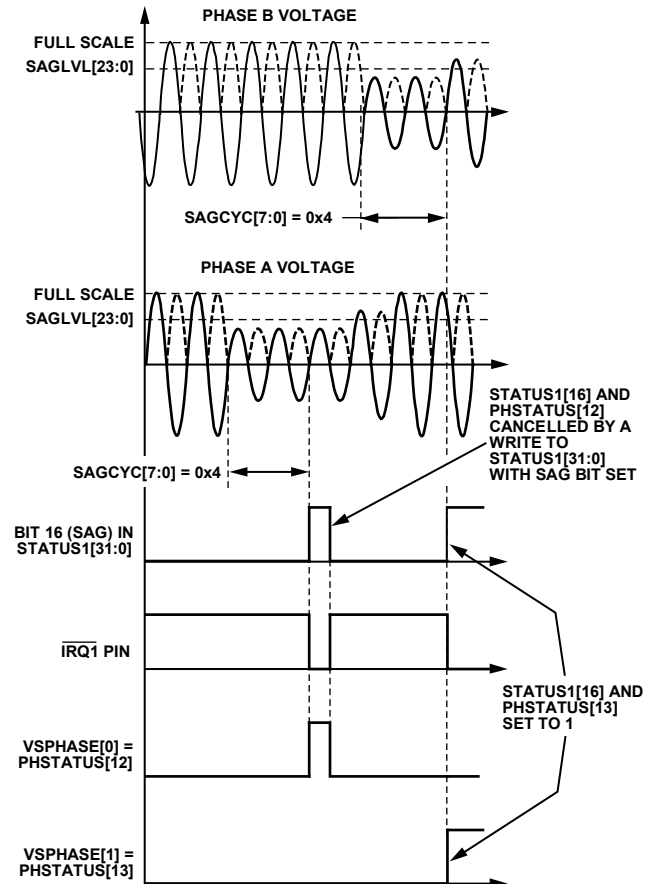 PHASE B VOLTAGE
FULL SCALE
SAGLVL[23:0]
SAGCYC[7:0] = 0x4
PHASE A VOLTAGE
FULL SCALE
SAGLVL[23:0]
STATUS1[16] AND
PHSTATUS[12]
CANCELLED BY A
WRITE TO
STATUS1[31:0]
WITH SAG BIT SET
SAGCYC[7:0] = 0x4
BIT 16 (SAG) IN
STATUS1[31:0]
IRQ1 PIN
STATUS1[16] AND
PHSTATUS[13]
SET TO 1
VSPHASE[0] =
PHSTATUS[12]
VSPHASE[1] =
PHSTATUS[13]